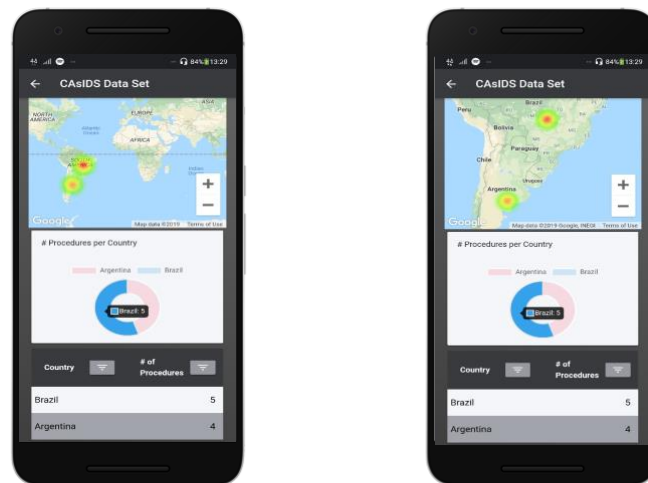 84% 13:29
CAsIDS Data Set
NORTH AMERICA
EUROPE
ASIA
Atlantic Ocean
AFRICA
Google
Map data ©2019 Terms of Use
# Procedures per Country
Argentina Brazil
Brazil: 5
Country # of Procedures
Brazil 5
Argentina 4
84% 13:29
CAsIDS Data Set
Brazil
Peru
Bolivia
Paraguay
Chile
Uruguay
Argentina
Google
Map data ©2019 Google, INEGI Terms of Use
# Procedures per Country
Argentina Brazil
Brazil: 5
Country # of Procedures
Brazil 5
Argentina 4